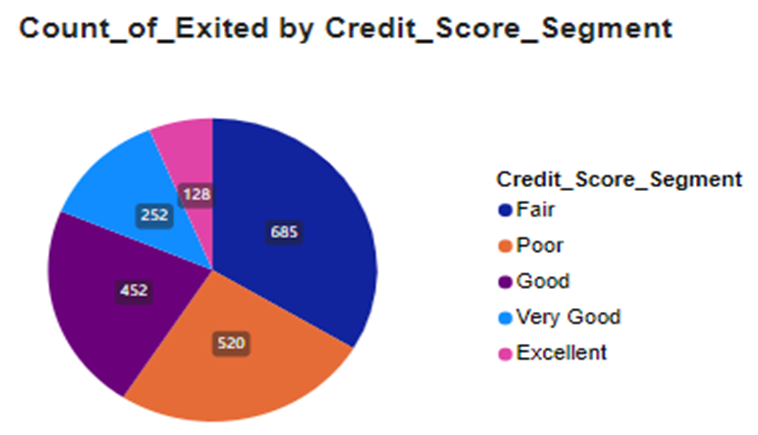 Count_of_Exited by Credit_Score_Segment
128
252
685
452
520
Credit_Score_Segment
Fair
Poor
Good
Very Good
Excellent